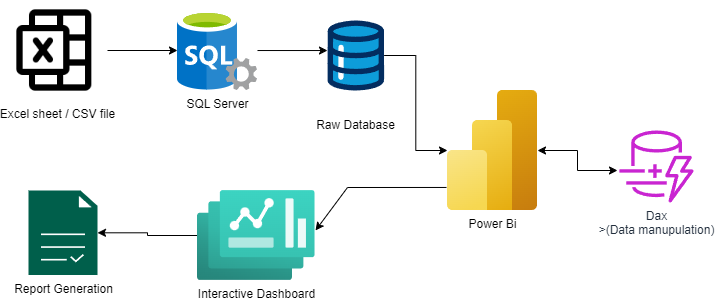 X
Excel sheet / CSV file
SQL
SQL Server
Raw Database
Power Bi
Dax
>(Data manupulation)
Interactive Dashboard
Report Generation